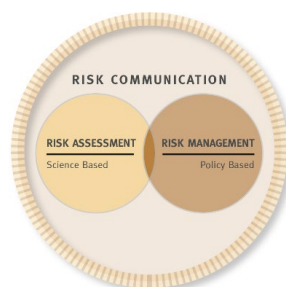 RISK COMMUNICATION
RISK ASSESSMENT
Science Based
RISK MANAGEMENT
Policy Based